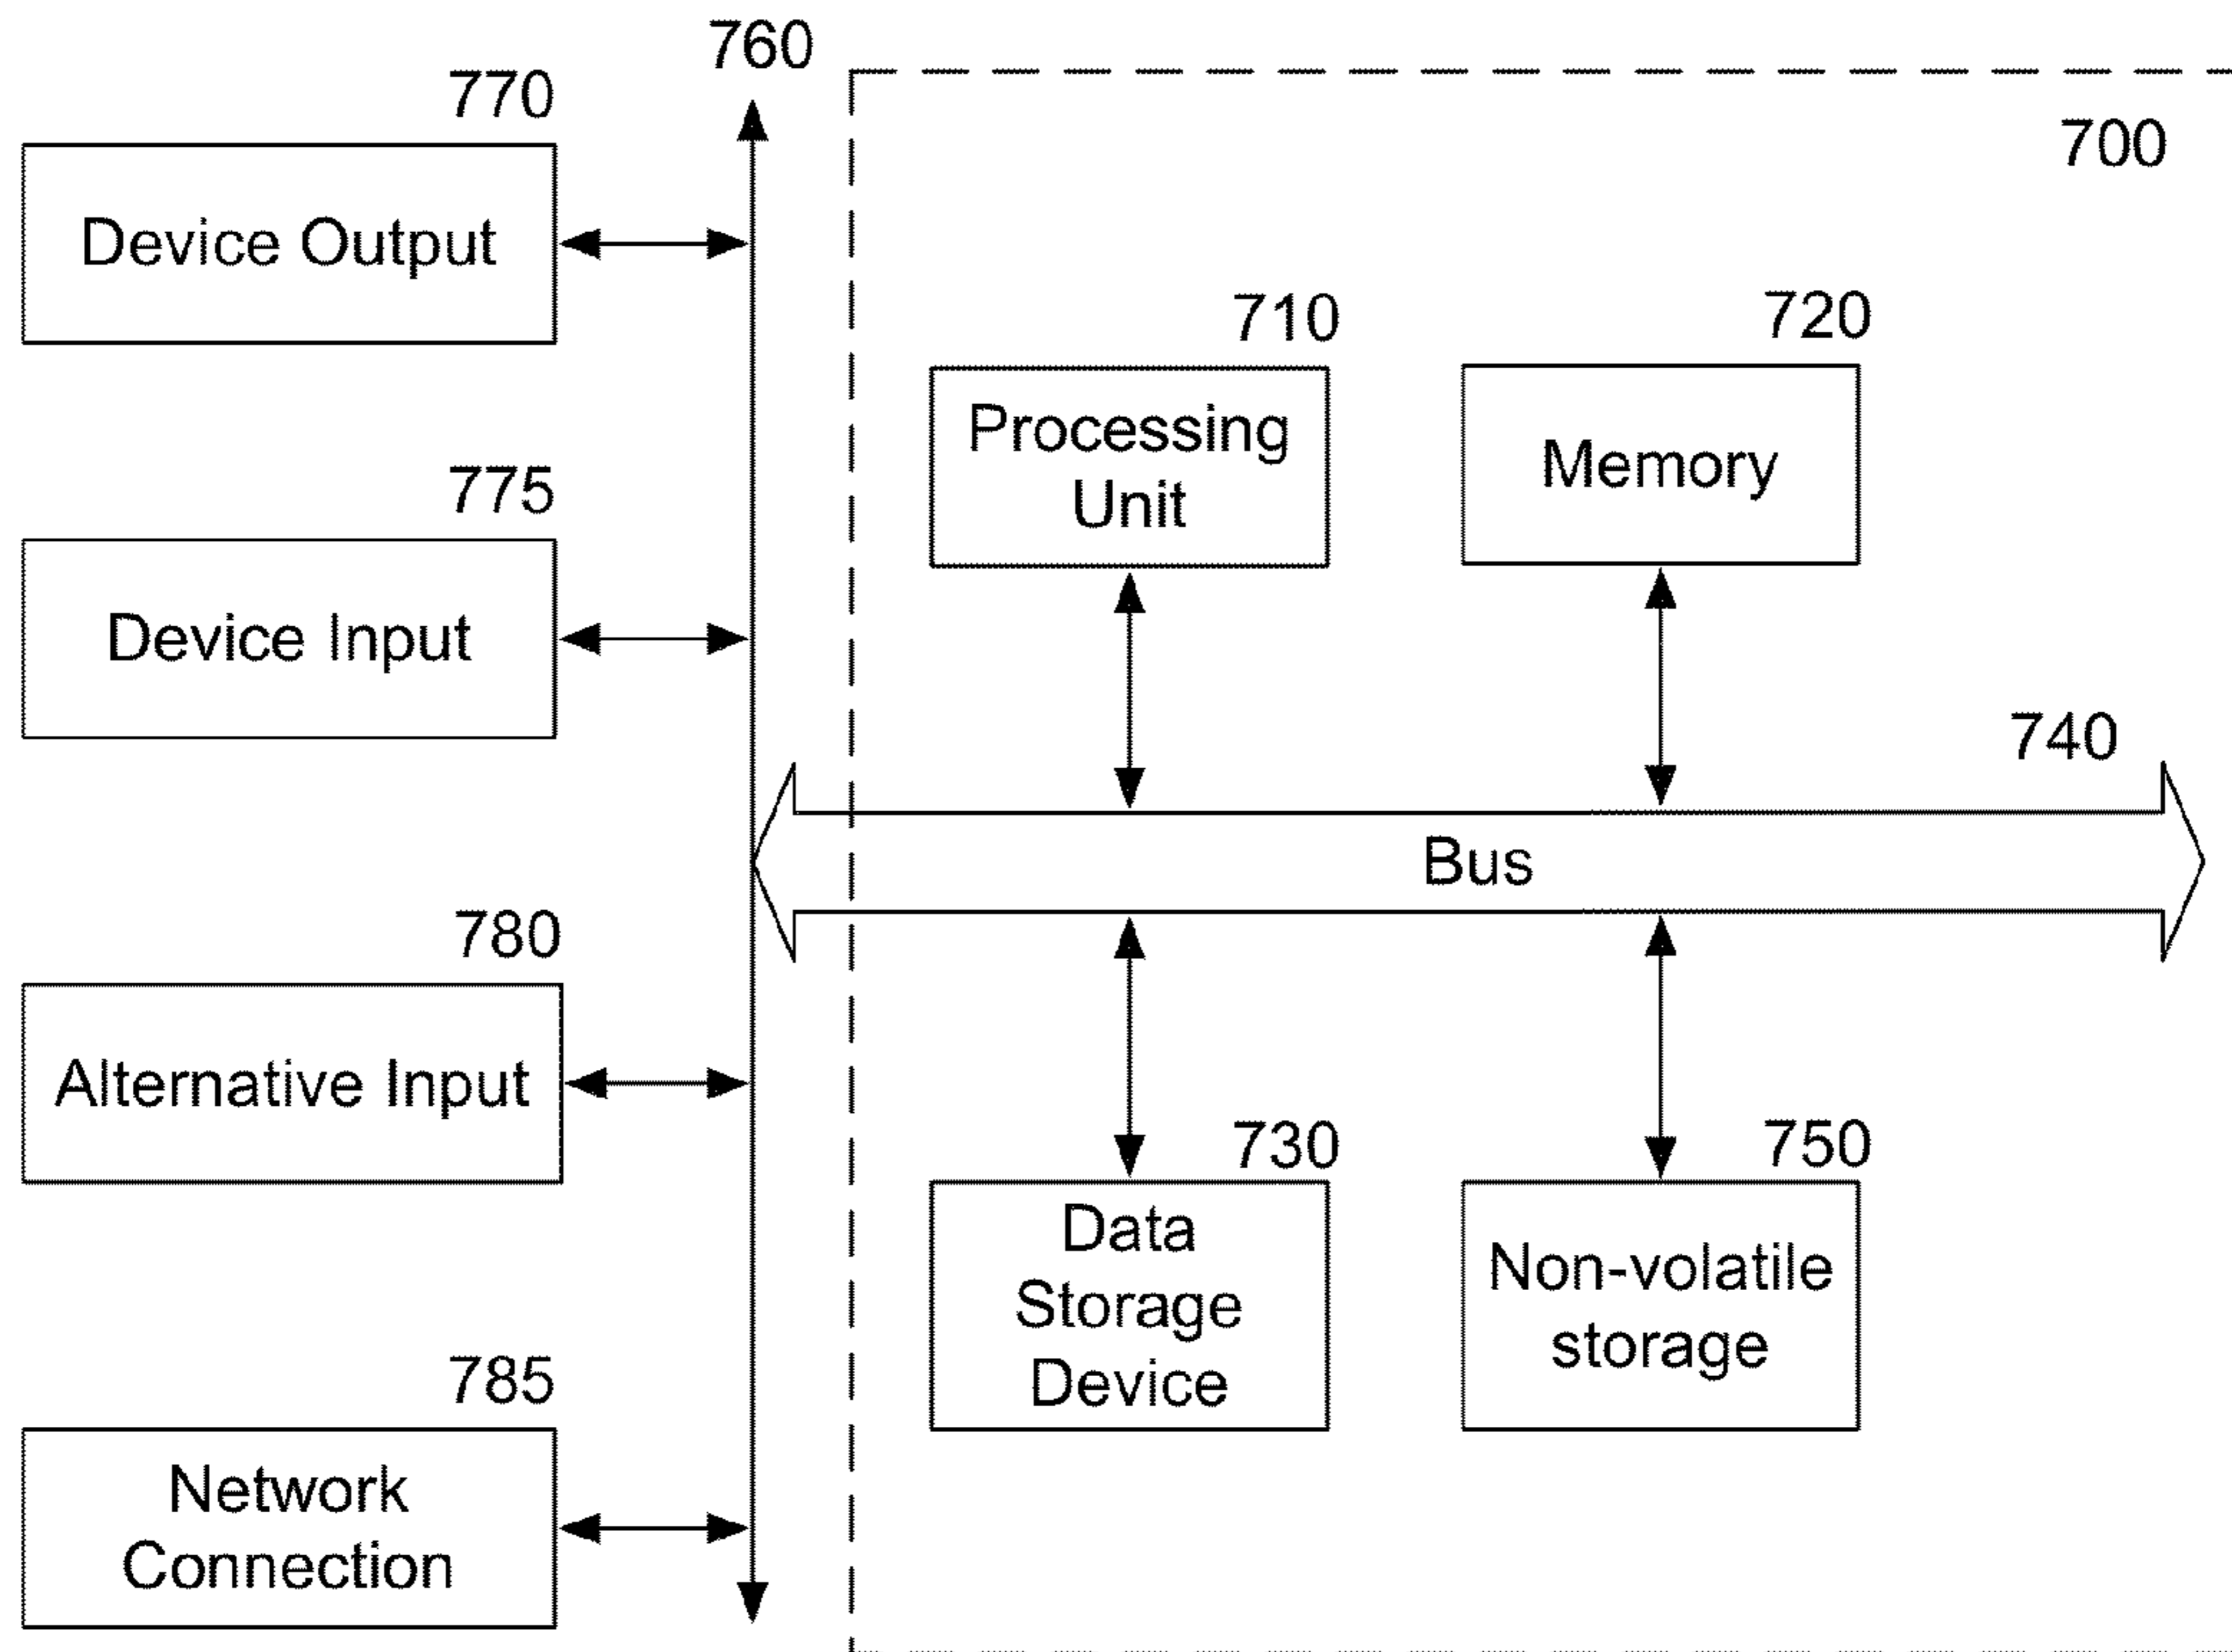 760
770
Device Output
700
710
Processing
Unit
720
Memory
775
Device Input
740
Bus
780
Alternative Input
730
Data
Storage
Device
750
Non-volatile
storage
785
Network
Connection